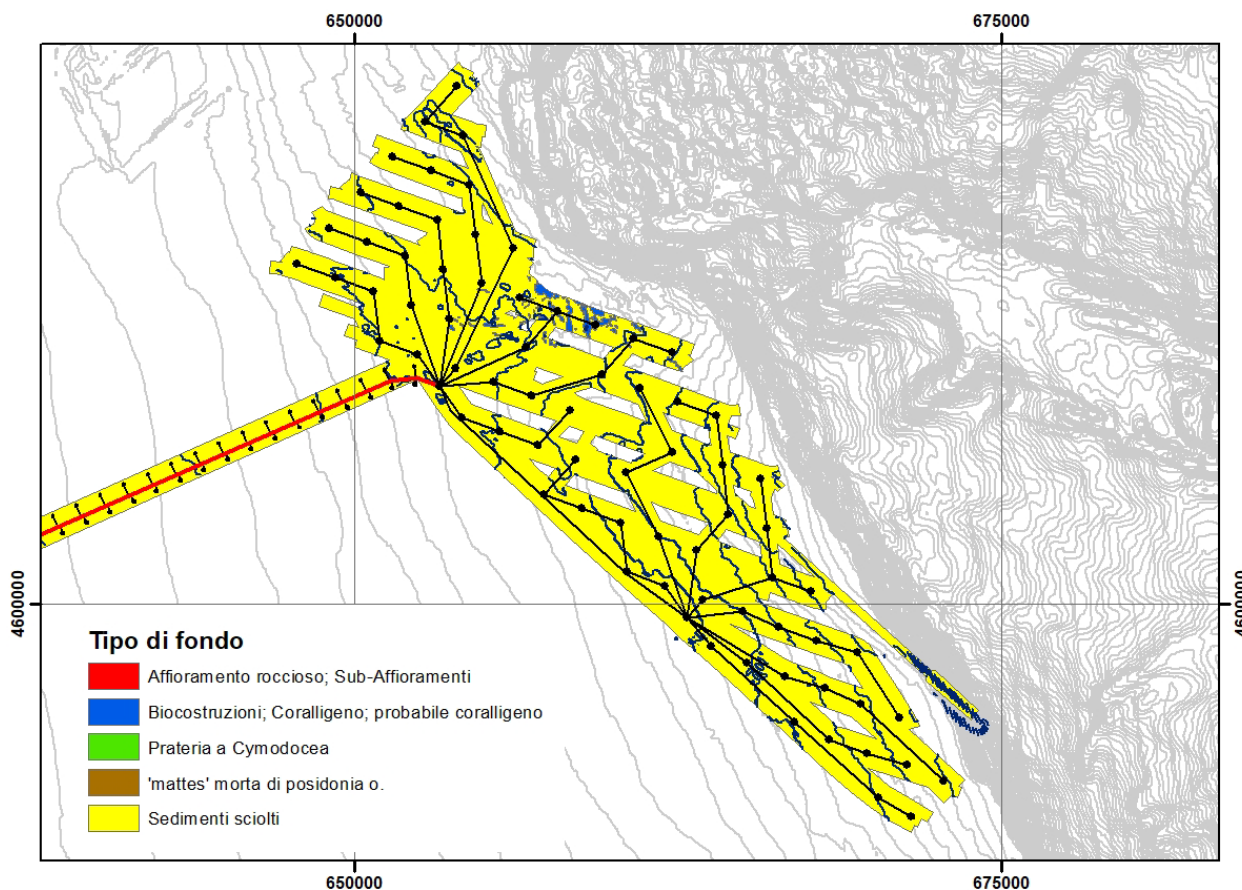 650000
675000
4600000
4600000
Tipo di fondo
Affioramento roccioso; Sub-Affioramenti
Biocostruzioni; Coralligeno; probabile coralligeno
Prateria a Cymodocea
'mattes' morta di posidonia o.
Sedimenti sciolti
650000
675000